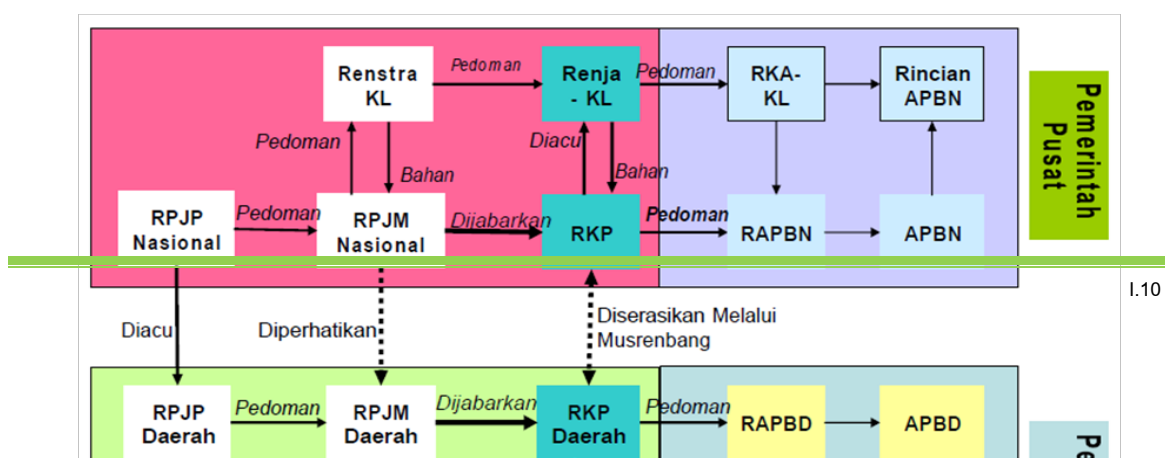 Renstra
KL
Pedoman
Renja
- KL
Pedoman
RKA-
KL
Rincian
APBN
Pemerintah
Pusat
Pedoman
Bahan
Diacu
Bahan
RPJP
Nasional
Pedoman
RPJM
Nasional
Dijabarkan
RKP
Pedoman
RAPBN
APBN
I.10
Diacu
Diperhatikan
Diserasikan Melalui
Musrenbang
RPJP
Daerah
Pedoman
RPJM
Daerah
Dijabarkan
RKP
Daerah
Pedoman
RAPBD
APBD